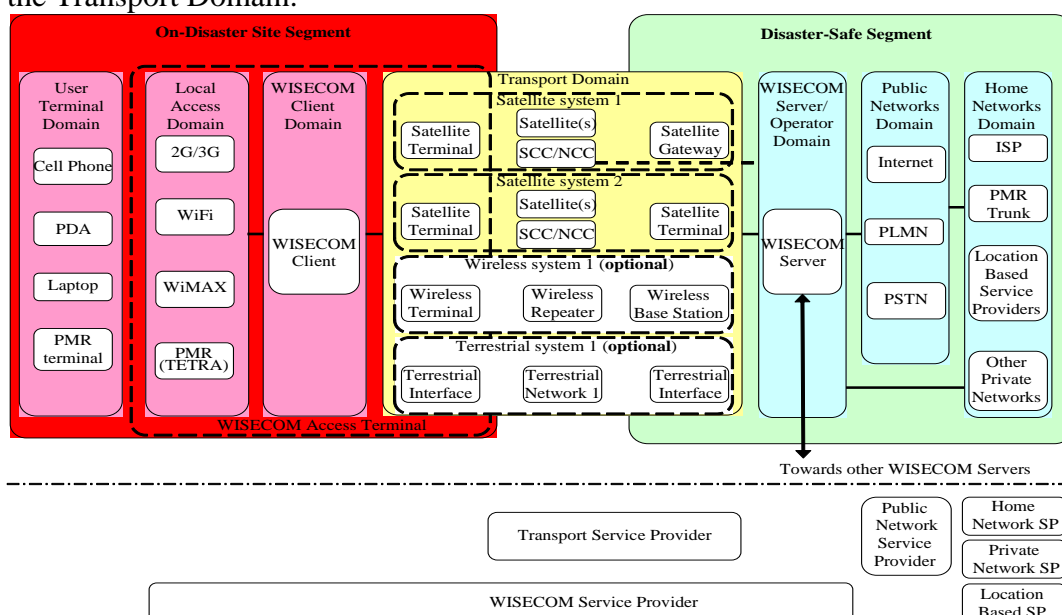 the Transport Domain.
On-Disaster Site Segment
Disaster-Safe Segment
User
Terminal
Domain
Cell Phone
PDA
Laptop
PMR
terminal
Local
Access
Domain
2G/3G
WiFi
WiMAX
PMR
(TETRA)
WISECOM Access Terminal
WISECOM
Client
Domain
WISECOM
Client
Transport Domain
Satellite system 1
Satellite
Terminal
Satellite(s)
SCC/NCC
Satellite
Gateway
Satellite system 2
Satellite
Terminal
Satellite(s)
SCC/NCC
Satellite
Terminal
Wireless system 1 (optional)
Wireless
Terminal
Wireless
Repeater
Wireless
Base Station
Terrestrial system 1 (optional)
Terrestrial
Interface
Terrestrial
Network 1
Terrestrial
Interface
WISECOM
Server/
Operator
Domain
WISECOM
Server
Public
Networks
Domain
Internet
PLMN
PSTN
Home
Networks
Domain
ISP
PMR
Trunk
Location
Based
Service
Providers
Other
Private
Networks
Towards other WISECOM Servers
Transport Service Provider
Public
Network
Service
Provider
Home
Network SP
Private
Network SP
Location
Based SP
WISECOM Service Provider